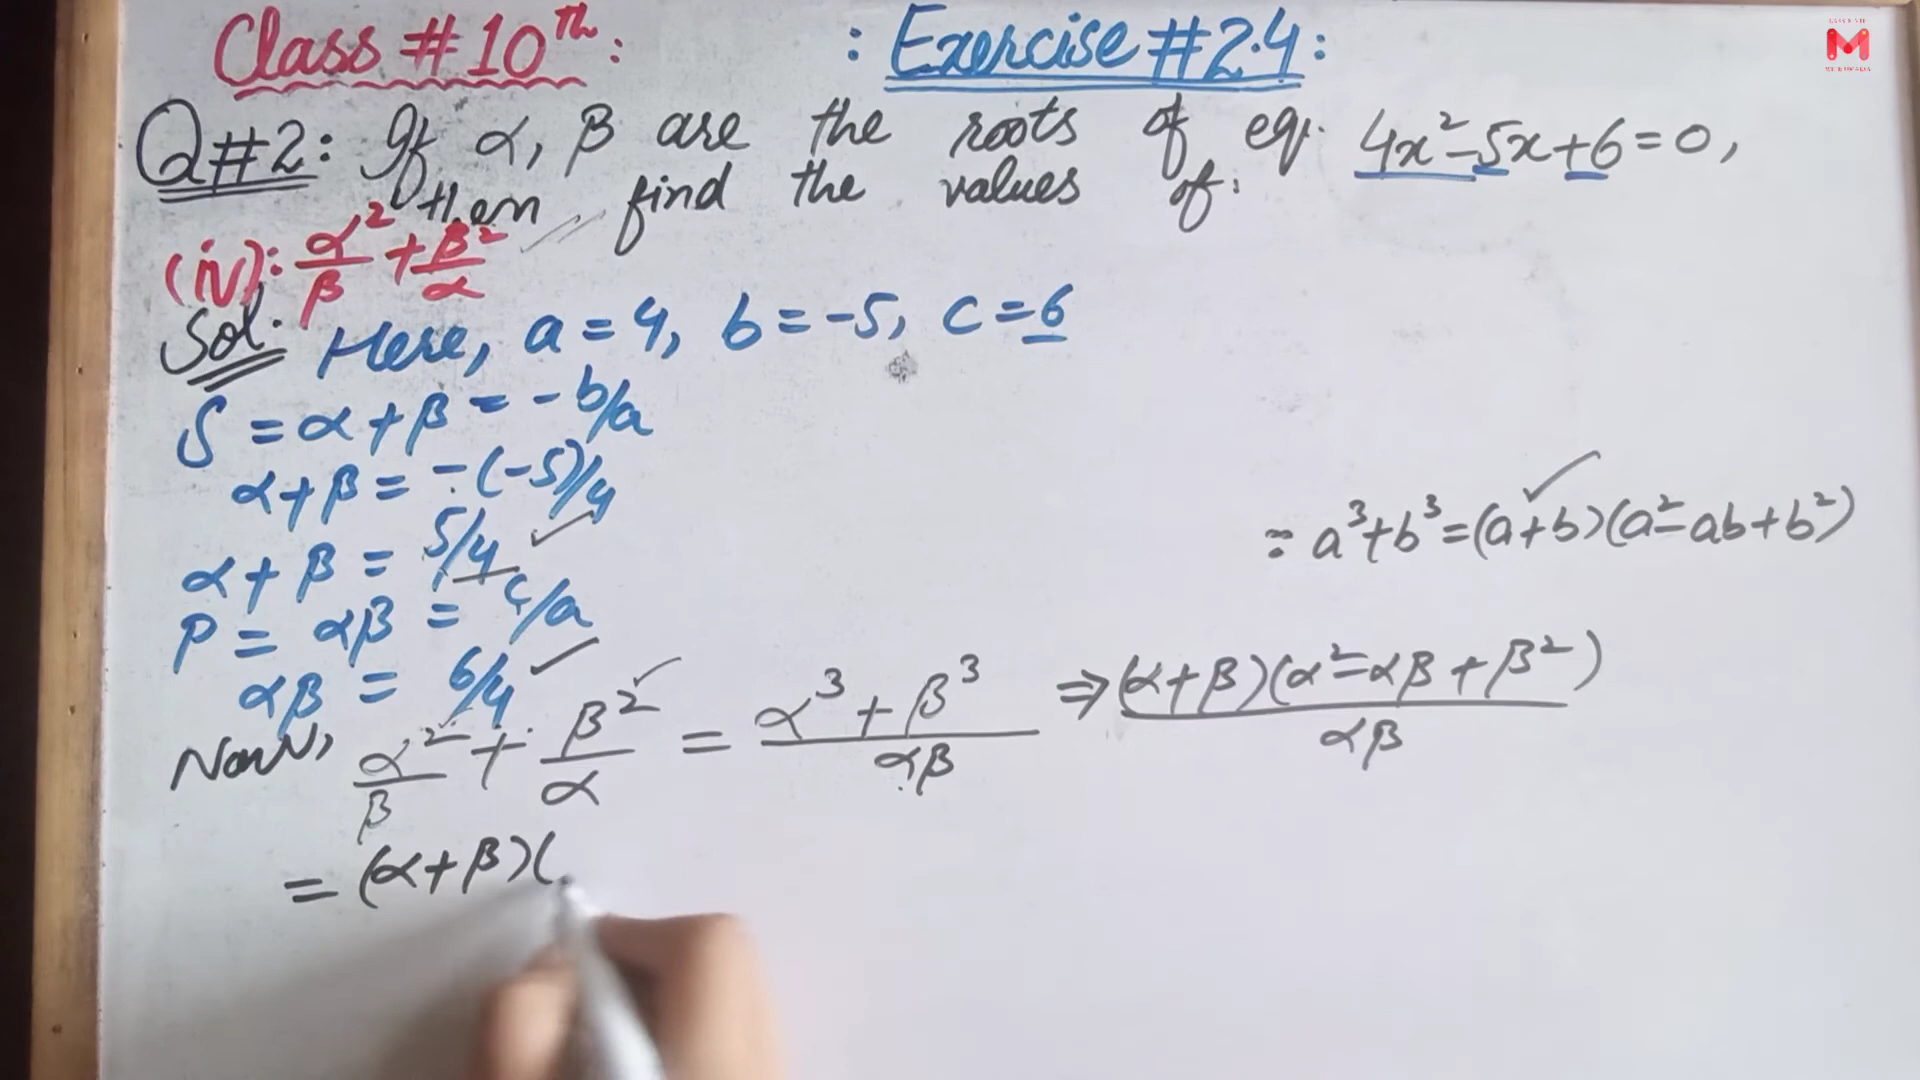 Class #10th: : Exercise #2.4:
Q#2: If α, β are the roots of eq. 4x²-5x+6=0,
then find the values of:
(iv): α²/β + β²/α
Sol. Here, a=4, b=-5, c=6
S = α+β = -b/a
α+β = -(-5)/4
= a³+b³=(a+b)(a²-ab+b²)
α+β = 5/4
P = αβ = c/a
αβ = 6/4
Now, α²/β + β²/α = α³+β³/αβ ⇒ (α+β)(α²-αβ+β²)/αβ
= (α+β)(
M